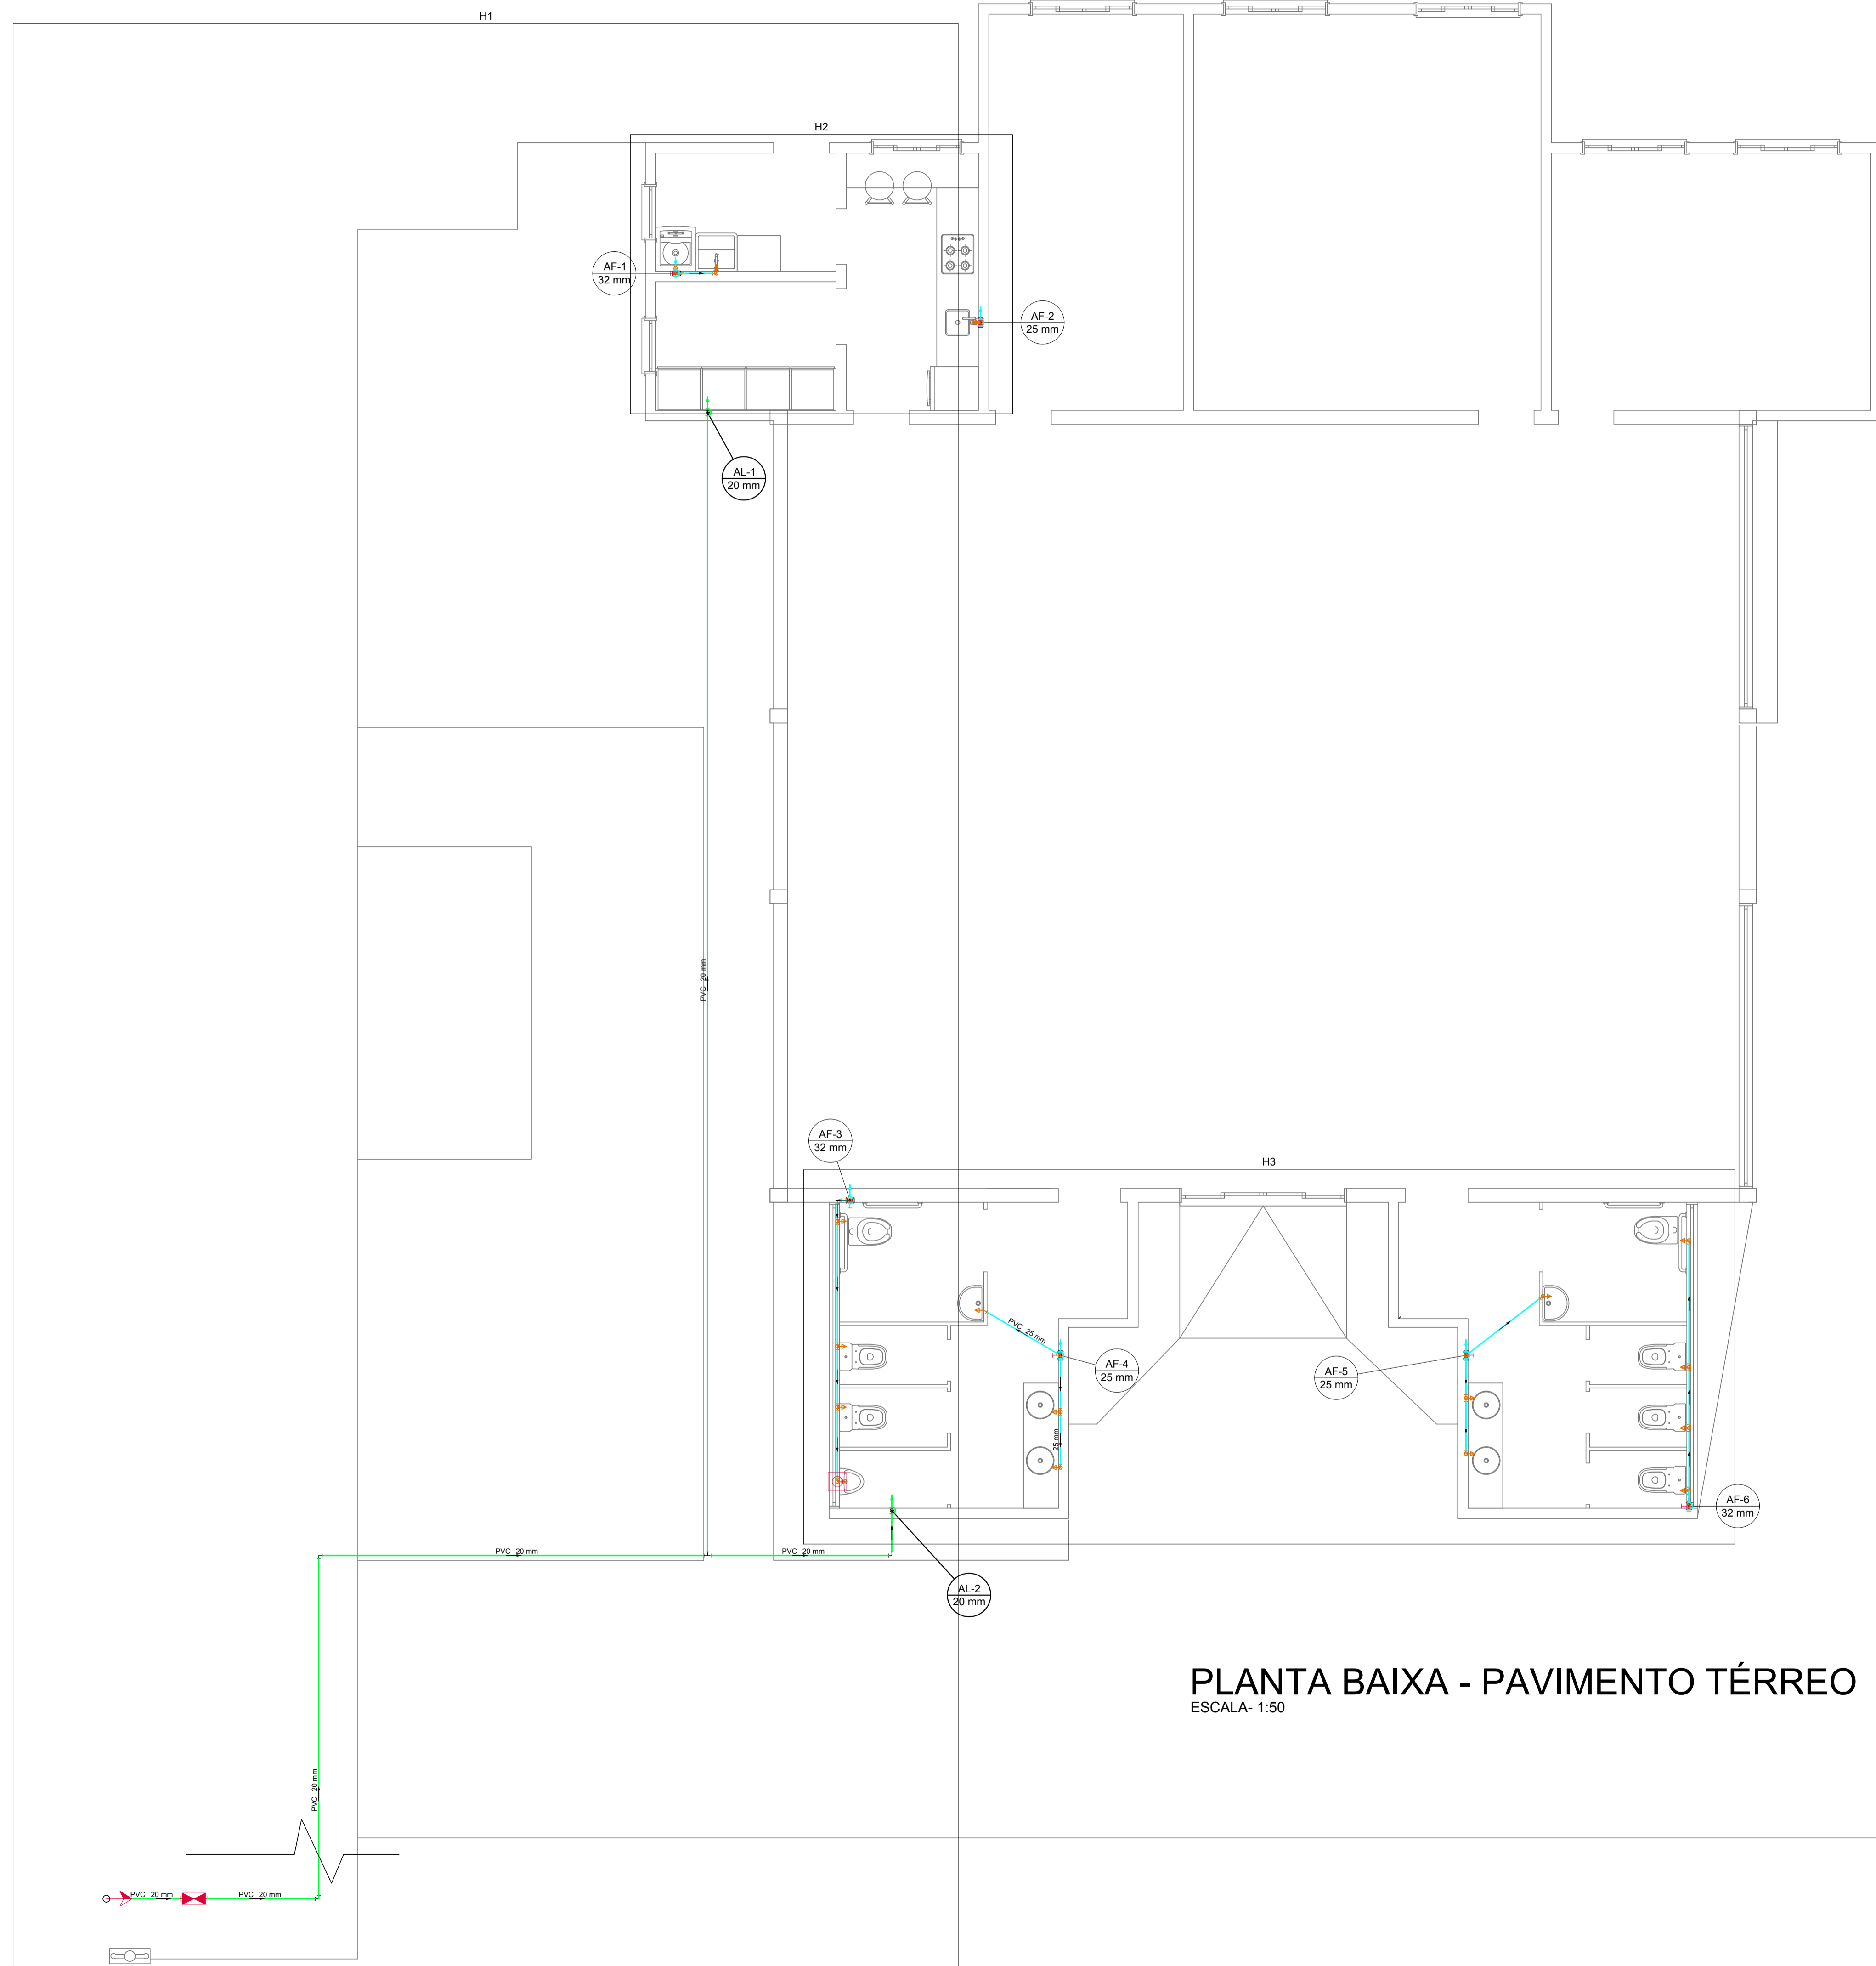 H1
H2
AF-1
32 mm
AF-2
25 mm
AL-1
20 mm
PVC 20 mm
AF-3
32 mm
H3
PVC 25 mm
AF-4
25 mm
AF-5
25 mm
25 mm
AF-6
32 mm
PVC 20 mm
PVC 20 mm
AL-2
20 mm
PLANTA BAIXA - PAVIMENTO TÉRREO
ESCALA- 1:50
PVC 20 mm
PVC 20 mm
PVC 20 mm